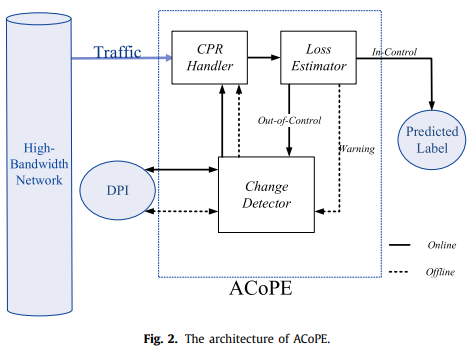 Traffic
CPR
Handler
Loss
Estimator
In-Control
Out-of-Control
Warning
High-
Bandwidth
Network
DPI
Change
Detector
Predicted
Label
Online
Offline
ACoPE
Fig. 2. The architecture of ACoPE.